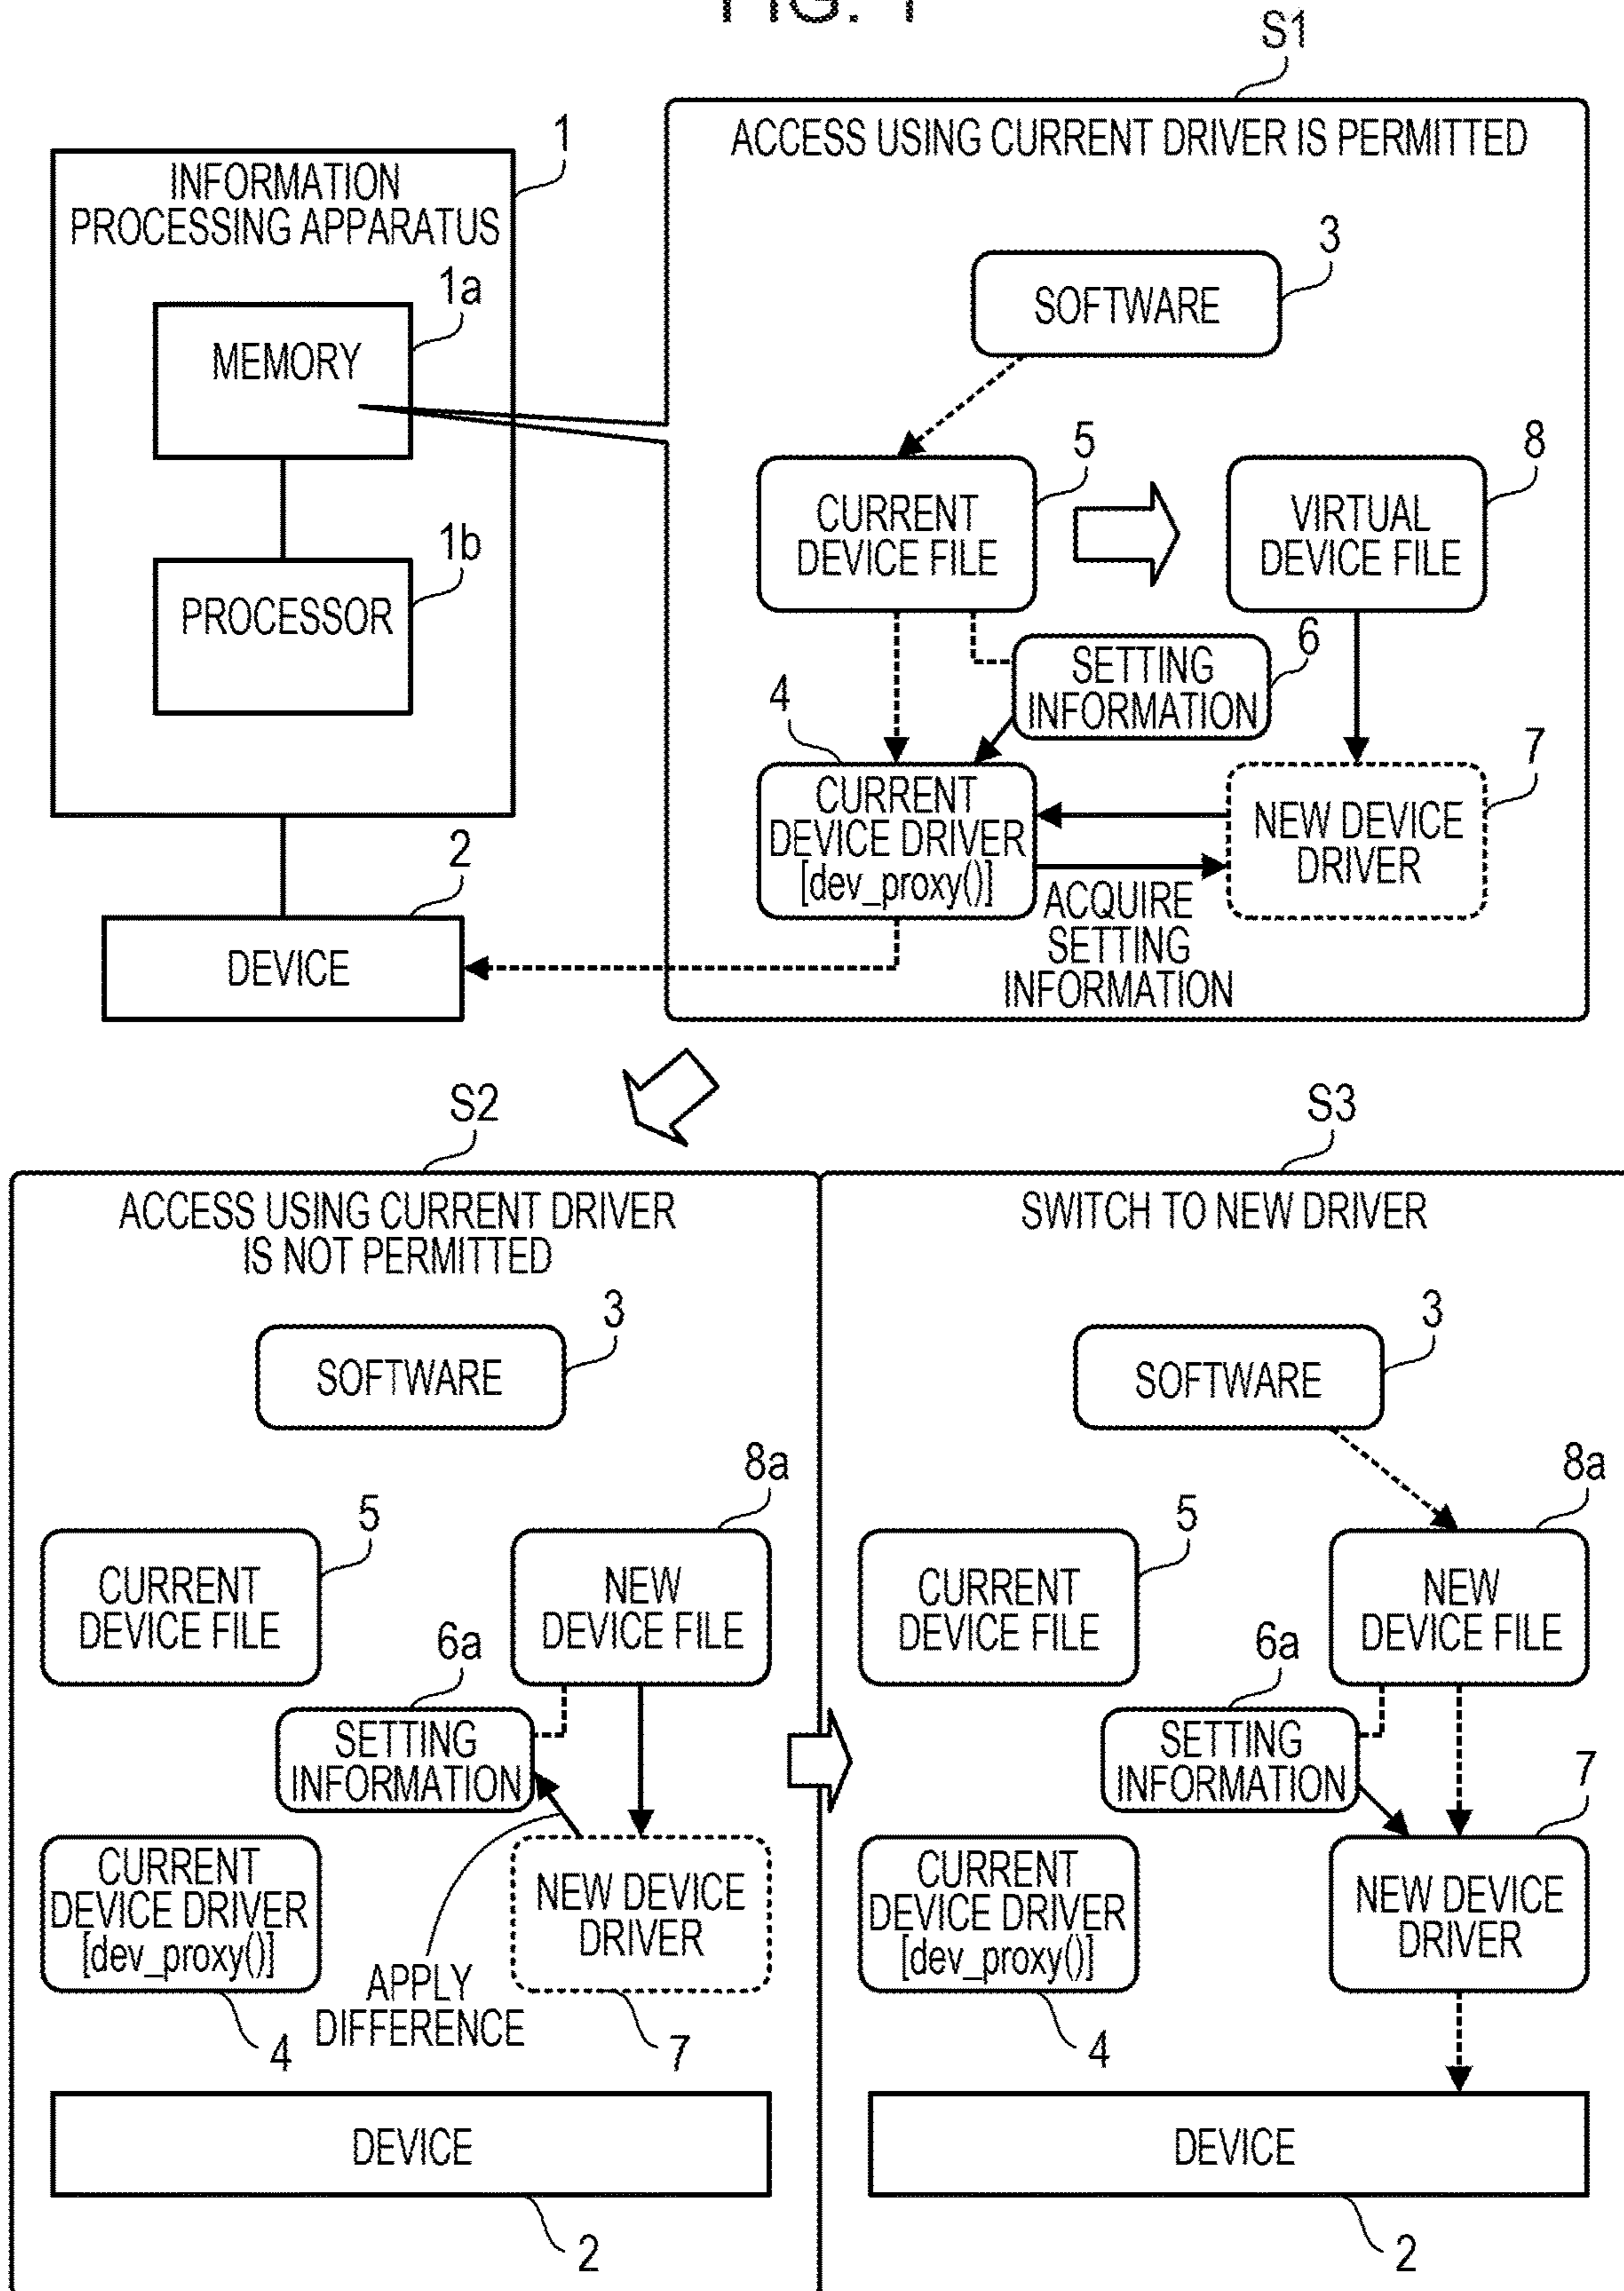 FIG. 1
S1
ACCESS USING CURRENT DRIVER IS PERMITTED
1
INFORMATION
PROCESSING APPARATUS
1a
MEMORY
1b
PROCESSOR
2
DEVICE
3
SOFTWARE
5
CURRENT
DEVICE FILE
8
VIRTUAL
DEVICE FILE
6
SETTING
INFORMATION
4
CURRENT
DEVICE DRIVER
[dev_proxy()]
7
NEW DEVICE
DRIVER
ACQUIRE
SETTING
INFORMATION
S2
ACCESS USING CURRENT DRIVER
IS NOT PERMITTED
3
SOFTWARE
8a
5
CURRENT
DEVICE FILE
NEW
DEVICE FILE
6a
SETTING
INFORMATION
CURRENT
DEVICE DRIVER
[dev_proxy()]
NEW DEVICE
DRIVER
APPLY
DIFFERENCE
4
7
DEVICE
2
S3
SWITCH TO NEW DRIVER
3
SOFTWARE
8a
5
CURRENT
DEVICE FILE
NEW
DEVICE FILE
6a
SETTING
INFORMATION
7
CURRENT
DEVICE DRIVER
[dev_proxy()]
NEW DEVICE
DRIVER
4
DEVICE
2